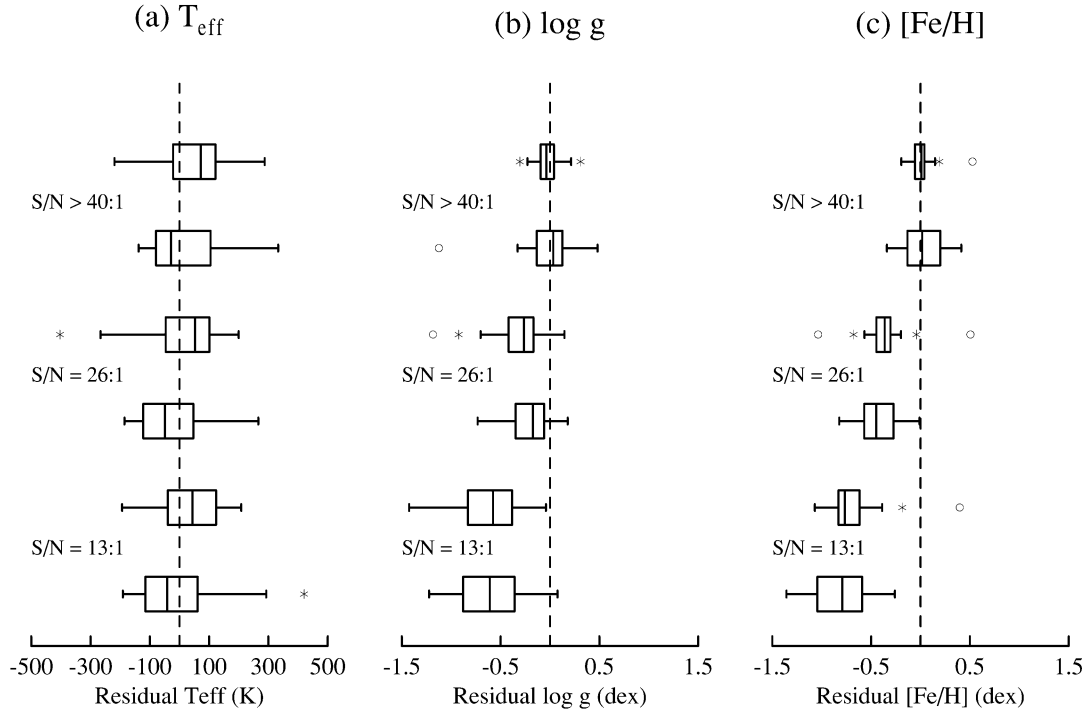 (a) Teff
(b) log g
(c) [Fe/H]
S/N > 40:1
S/N > 40:1
S/N > 40:1
S/N = 26:1
S/N = 26:1
S/N = 26:1
S/N = 13:1
S/N = 13:1
S/N = 13:1
-500 -100 100 300 500
-1.5 -0.5 0.5 1.5
-1.5 -0.5 0.5 1.5
Residual Teff (K)
Residual log g (dex)
Residual [Fe/H] (dex)